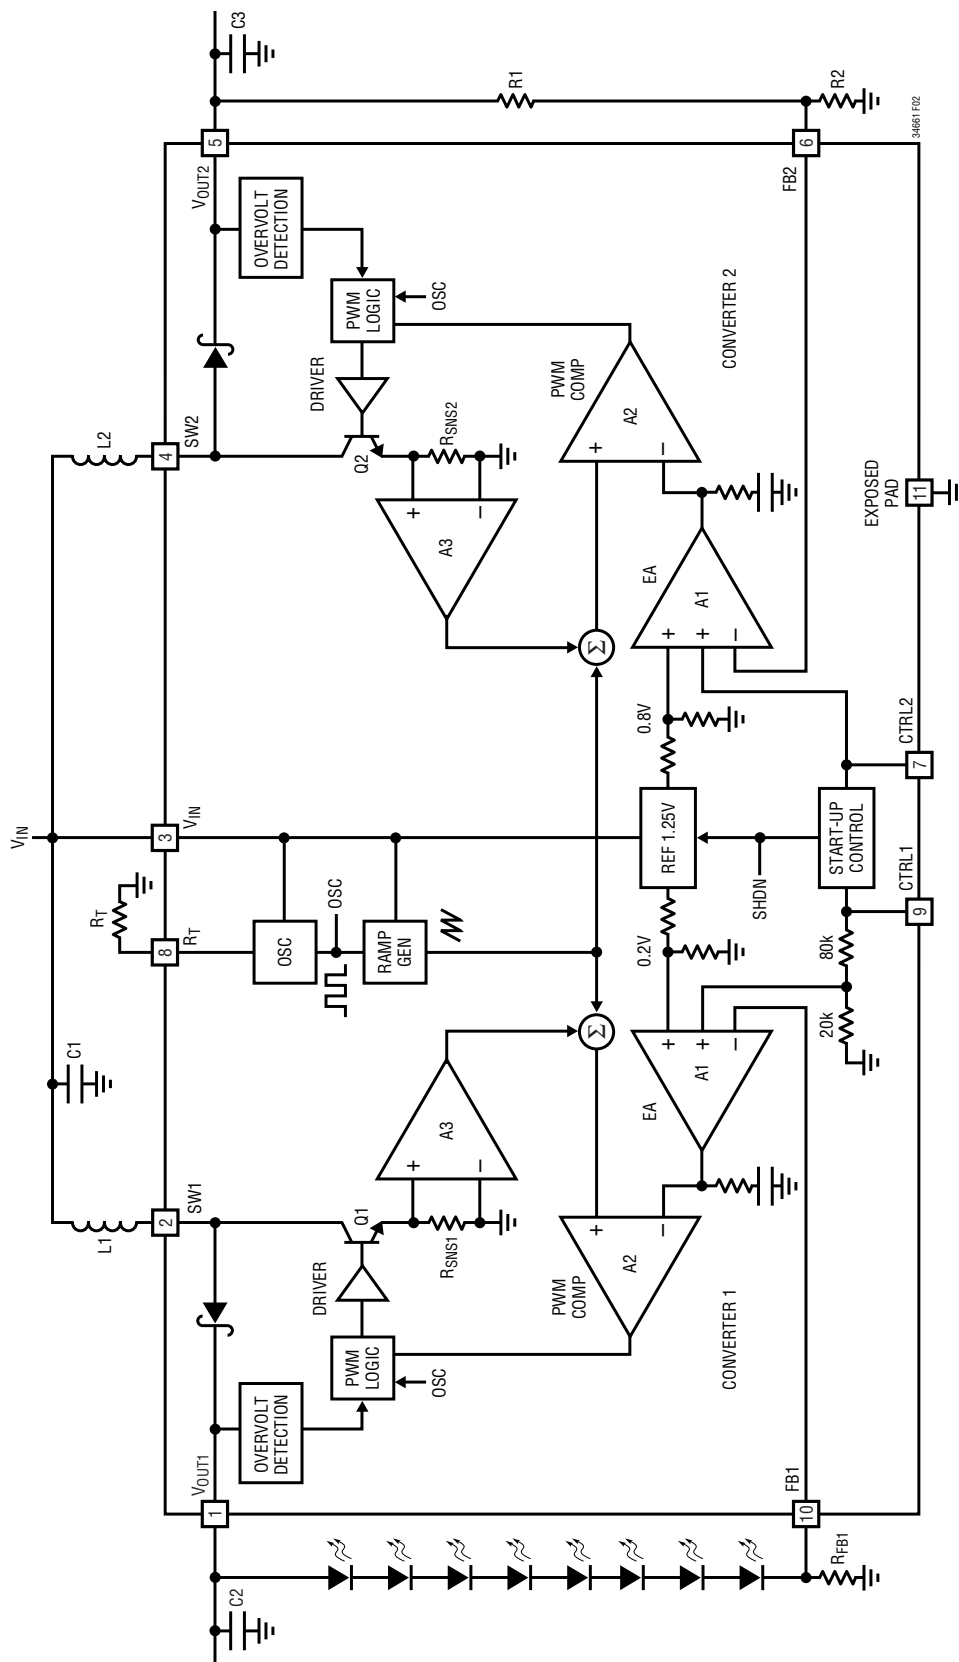 VIN
L1
C1
RT
L2
2
8
3
4
SW1
RT
VIN
SW2
C2
1
VOUT1
OVERVOLT
DETECTION
PWM
LOGIC
OSC
DRIVER
Q1
RSNS1
+
–
A3
OSC
OSC
RAMP
GEN
Σ
PWM
COMP
+
–
A2
CONVERTER 1
EA
+
+
–
A1
0.2V
REF 1.25V
0.8V
SHDN
START-UP
CONTROL
80k
20k
10
FB1
RFB1
9
CTRL1
7
CTRL2
EA
+
+
–
A1
Σ
PWM
COMP
+
–
A2
CONVERTER 2
A3
+
–
Q2
RSNS2
DRIVER
PWM
LOGIC
OSC
OVERVOLT
DETECTION
VOUT2
5
C3
R1
R2
6
FB2
EXPOSED
PAD
11
34661 F02